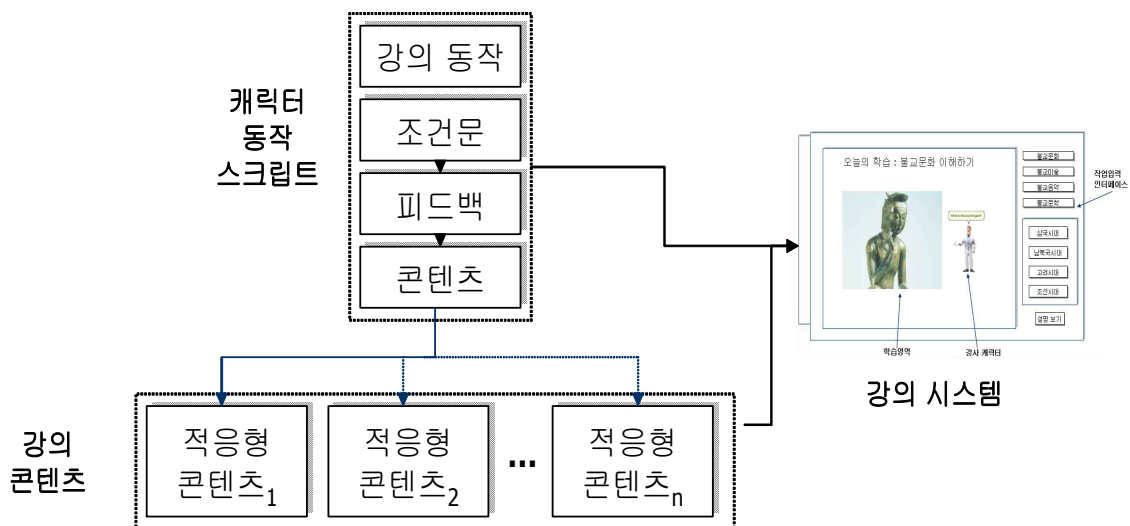 강의 동작
캐릭터
동작
스크립트
조건문
피드백
콘텐츠
오늘의 학습 : 불교문화 이해하기
불교문화
불교미술
불교음악
불교문학
작업입력
인터페이스
삼국시대
남북국시대
고려시대
조선시대
설명 보기
학습영역
강사 캐릭터
강의 시스템
강의
콘텐츠
적응형
콘텐츠1
적응형
콘텐츠2
...
적응형
콘텐츠n